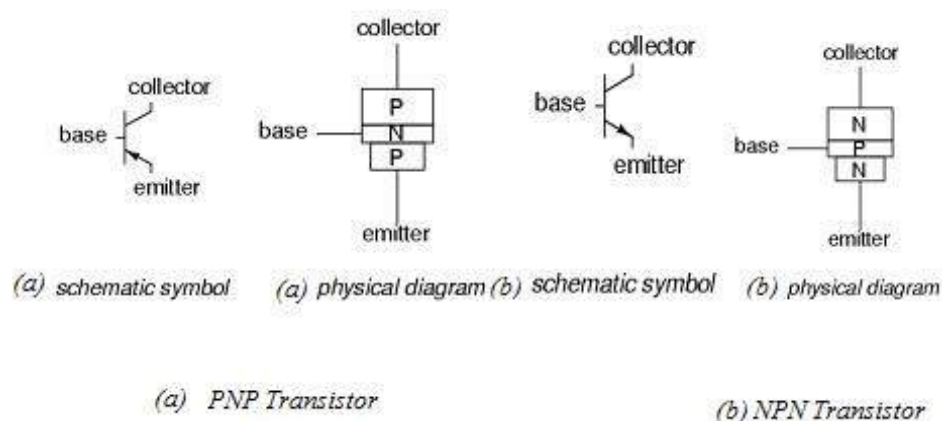 collector
base
emitter
(a) schematic symbol
collector
P
base
N
P
emitter
(a) physical diagram
collector
base
emitter
(b) schematic symbol
collector
N
base
P
N
emitter
(b) physical diagram
(a) PNP Transistor
(b) NPN Transistor